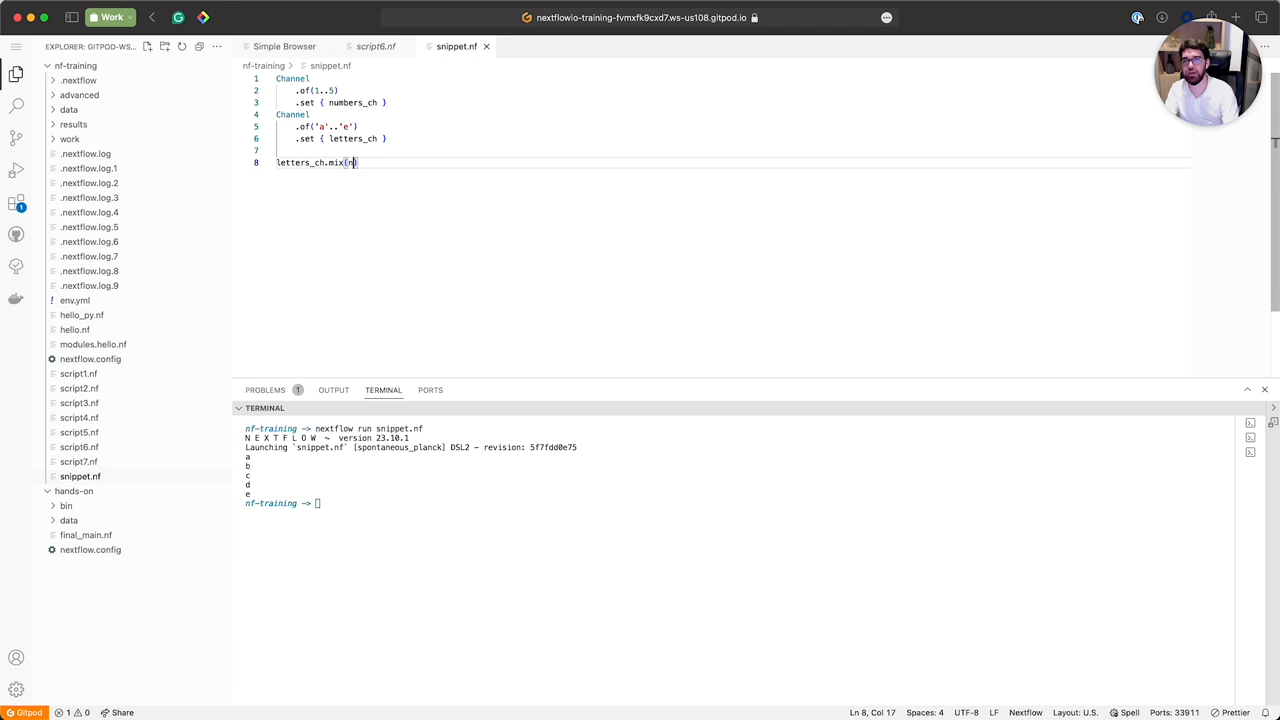 Work
nextflowio-training-fvmxfk9cxd7.ws-us108.gitpod.io
EXPLORER: GITPOD-WS...
Simple Browser
script6.nf
snippet.nf
nf-training
.nextflow
advanced
data
results
work
.nextflow.log
.nextflow.log.1
.nextflow.log.2
.nextflow.log.3
.nextflow.log.4
.nextflow.log.5
.nextflow.log.6
.nextflow.log.7
.nextflow.log.8
.nextflow.log.9
env.yml
hello_py.nf
hello.nf
modules.hello.nf
nextflow.config
script1.nf
script2.nf
script3.nf
script4.nf
script5.nf
script6.nf
script7.nf
snippet.nf
hands-on
bin
data
final_main.nf
nextflow.config
nf-training > snippet.nf
1 Channel
2 .of(1..5)
3 .set { numbers_ch }
4 Channel
5 .of('a'..'e')
6 .set { letters_ch }
7
8 letters_ch.mix(n)
PROBLEMS 1 OUTPUT TERMINAL PORTS
TERMINAL
nf-training -> nextflow run snippet.nf
N E X T F L O W ~ version 23.10.1
Launching `snippet.nf` [spontaneous_planck] DSL2 - revision: 5f7fdd0e75
a
b
c
d
e
nf-training ->
1
Gitpod 1 0 Share Ln 8, Col 17 Spaces: 4 UTF-8 LF Nextflow Layout: U.S. Spell Ports: 33911 Prettier